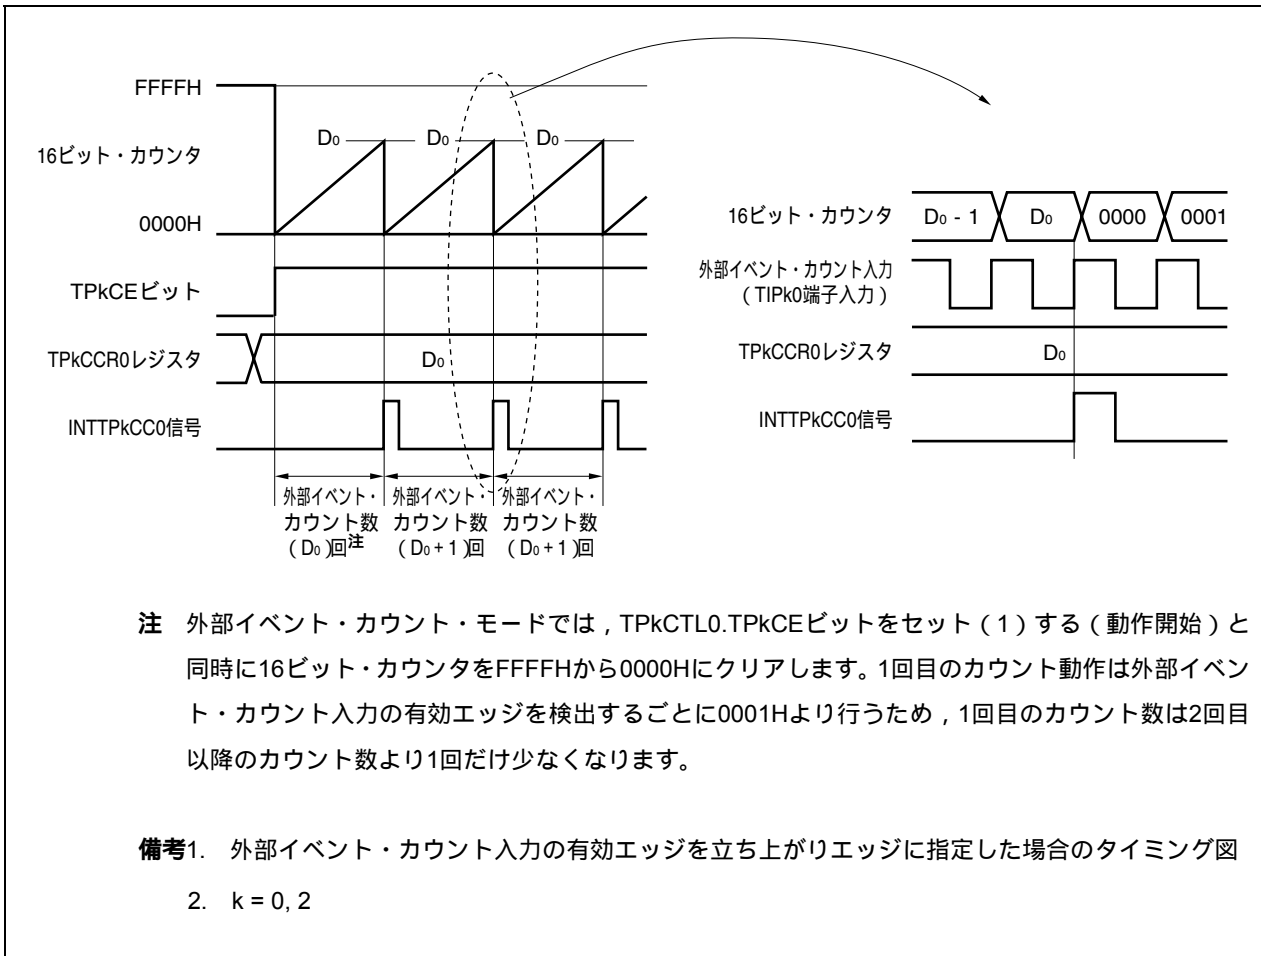 FFFFH
16ビット・カウンタ
0000H
D0 D0 D0
TPkCEビット
TPkCCR0レジスタ
D0
INTTPkCC0信号
外部イベント・
カウント数
(D0)回注
外部イベント・
カウント数
(D0+1)回
外部イベント・
カウント数
(D0+1)回
16ビット・カウンタ
D0 - 1 D0 0000 0001
外部イベント・カウント入力
(TIPk0端子入力)
TPkCCR0レジスタ
D0
INTTPkCC0信号
注 外部イベント・カウント・モードでは,TPkCTL0.TPkCEビットをセット(1)する(動作開始)と
同時に16ビット・カウンタをFFFFHから0000Hにクリアします。1回目のカウント動作は外部イベン
ト・カウント入力の有効エッジを検出するごとに0001Hより行うため,1回目のカウント数は2回目
以降のカウント数より1回だけ少なくなります。
備考1. 外部イベント・カウント入力の有効エッジを立ち上がりエッジに指定した場合のタイミング図
2. k = 0, 2